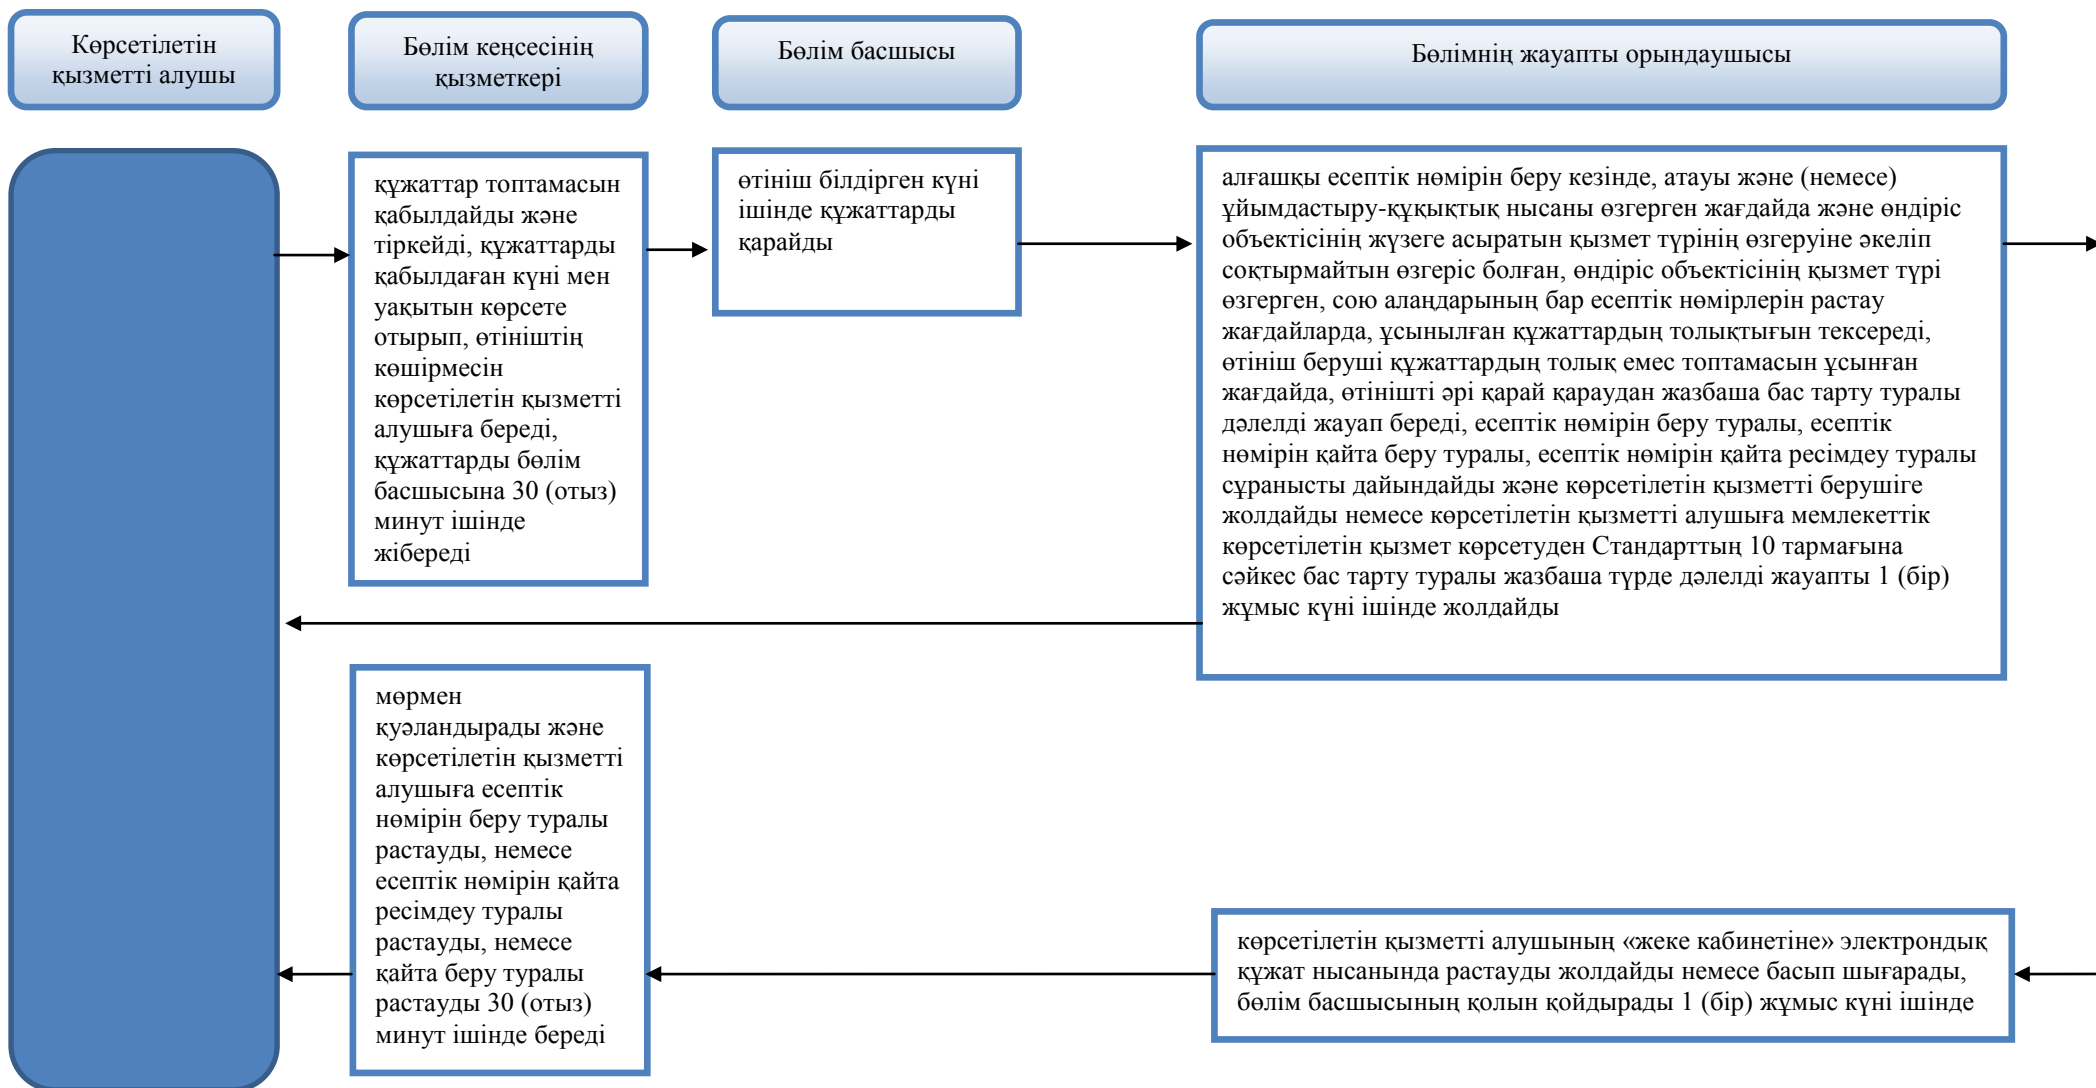 Көрсетілетін
қызметті алушы
Бөлім кеңсесінің
қызметкері
Бөлім басшысы
Бөлімнің жауапты орындаушысы
құжаттар топтамасын
қабылдайды және
тіркейді, құжаттарды
қабылдаған күні мен
уақытын көрсете
отырып, өтініштің
көшірмесін
көрсетілетін қызметті
алушыға береді,
құжаттарды бөлім
басшысына 30 (отыз)
минут ішінде
жібереді
өтініш білдірген күні
ішінде құжаттарды
қарайды
алғашқы есептік нөмірін беру кезінде, атауы және (немесе)
ұйымдастыру-құқықтық нысаны өзгерген жағдайда және өндіріс
объектісінің жүзеге асыратын қызмет түрінің өзгеруіне әкеліп
соқтырмайтын өзгеріс болған, өндіріс объектісінің қызмет түрі
өзгерген, сою алаңдарының бар есептік нөмірлерін растау
жағдайларда, ұсынылған құжаттардың толықтығын тексереді,
өтініш беруші құжаттардың толық емес топтамасын ұсынған
жағдайда, өтінішті әрі қарай қараудан жазбаша бас тарту туралы
дәлелді жауап береді, есептік нөмірін беру туралы, есептік
нөмірін қайта беру туралы, есептік нөмірін қайта ресімдеу туралы
сұранысты дайындайды және көрсетілетін қызметті берушіге
жолдайды немесе көрсетілетін қызметті алушыға мемлекеттік
көрсетілетін қызмет көрсетуден Стандарттың 10 тармағына
сәйкес бас тарту туралы жазбаша түрде дәлелді жауапты 1 (бір)
жұмыс күні ішінде жолдайды
мөрмен
қуәландырады және
көрсетілетін қызметті
алушыға есептік
нөмірін беру туралы
растауды, немесе
есептік нөмірін қайта
ресімдеу туралы
растауды, немесе
қайта беру туралы
растауды 30 (отыз)
минут ішінде береді
көрсетілетін қызметті алушының «жеке кабинетіне» электрондық
құжат нысанында растауды жолдайды немесе басып шығарады,
бөлім басшысының қолын қойдырады 1 (бір) жұмыс күні ішінде